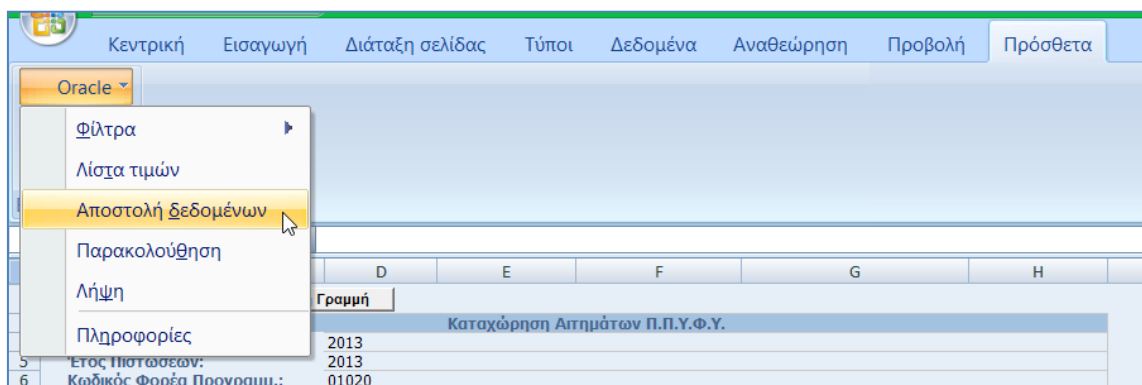 Κεντρική Εισαγωγή Διάταξη σελίδας Τύποι Δεδομένα Αναθεώρηση Προβολή Πρόσθετα
Oracle
Φίλτρα
Λίστα τιμών
Αποστολή δεδομένων
Παρακολούθηση
Λήψη
Πληροφορίες
D E F G H
Γραμμή
Καταχώρηση Αιτημάτων Π.Π.Υ.Φ.Υ.
2013
5 Έτος Πιστώσεων: 2013
6 Κωδικός Φορέα Προγραμμ.: 01020